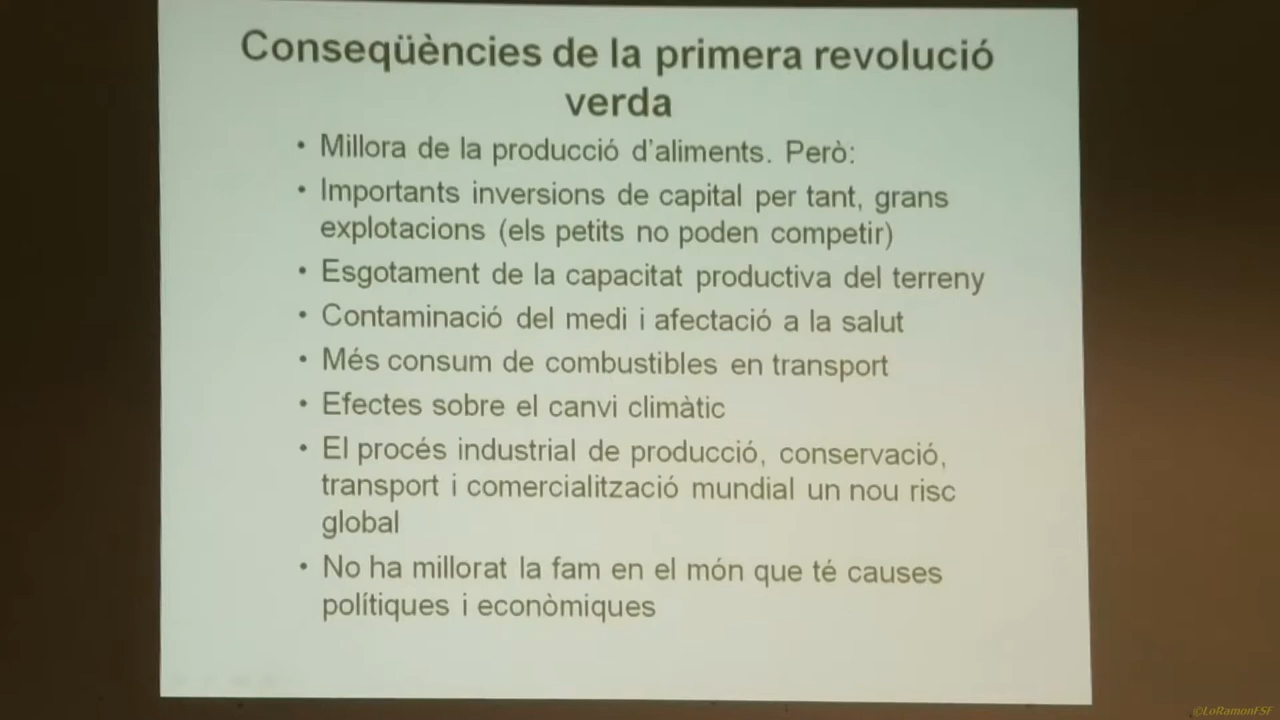 Conseqüències de la primera revolució
verda
• Millora de la producció d'aliments. Però:
• Importants inversions de capital per tant, grans
explotacions (els petits no poden competir)
• Esgotament de la capacitat productiva del terreny
• Contaminació del medi i afectació a la salut
• Més consum de combustibles en transport
• Efectes sobre el canvi climàtic
• El procés industrial de producció, conservació,
transport i comercialització mundial un nou risc
global
• No ha millorat la fam en el món que té causes
polítiques i econòmiques
©LoRamonFSF